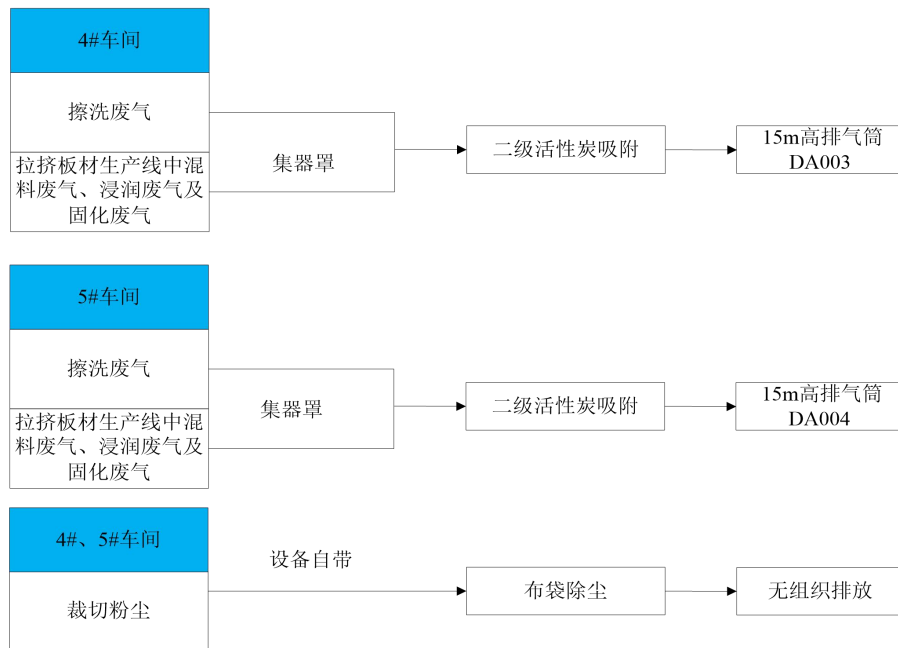 4#车间
擦洗废气
拉挤板材生产线中混
料废气、浸润废气及
固化废气
集器罩
二级活性炭吸附
15m高排气筒
DA003
5#车间
擦洗废气
拉挤板材生产线中混
料废气、浸润废气及
固化废气
集器罩
二级活性炭吸附
15m高排气筒
DA004
4#、5#车间
裁切粉尘
设备自带
布袋除尘
无组织排放